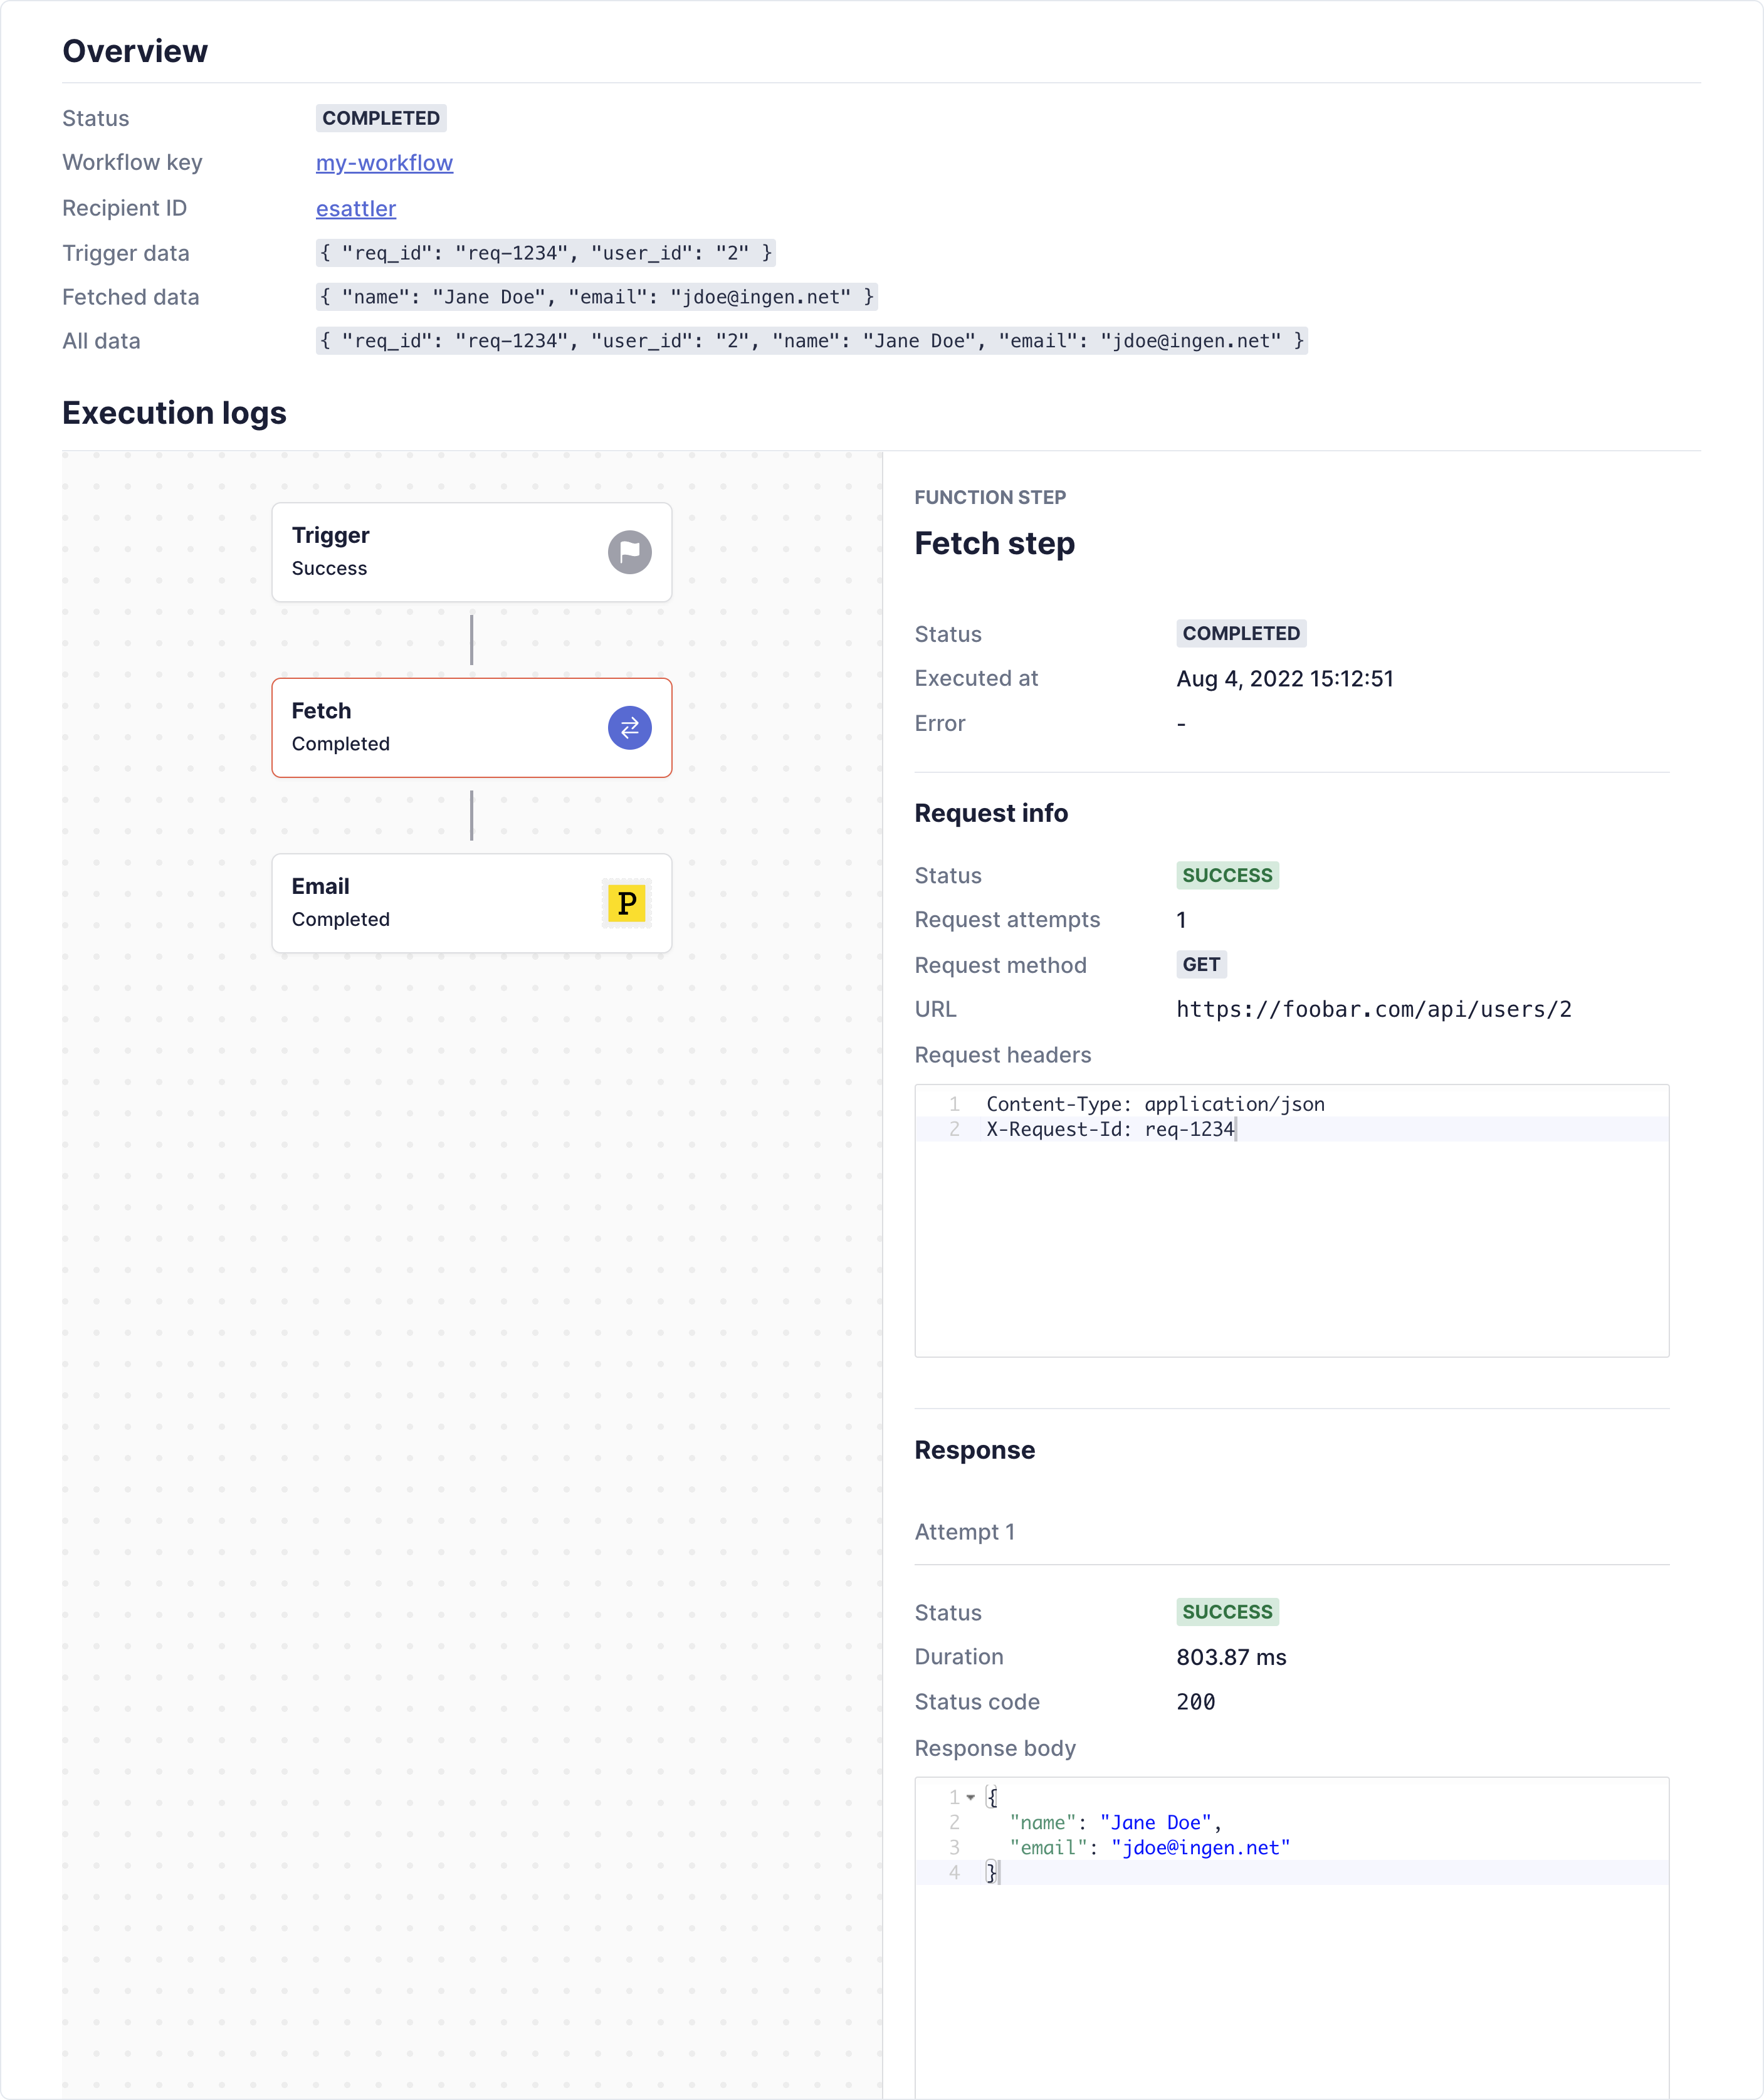 Overview
Status COMPLETED
Workflow key my-workflow
Recipient ID esattler
Trigger data { "req_id": "req-1234", "user_id": "2" }
Fetched data { "name": "Jane Doe", "email": "jdoe@ingen.net" }
All data { "req_id": "req-1234", "user_id": "2", "name": "Jane Doe", "email": "jdoe@ingen.net" }
Execution logs
Trigger
Success
Fetch
Completed
Email
Completed
P
FUNCTION STEP
Fetch step
Status COMPLETED
Executed at Aug 4, 2022 15:12:51
Error -
Request info
Status SUCCESS
Request attempts 1
Request method GET
URL https://foobar.com/api/users/2
Request headers
1 Content-Type: application/json
2 X-Request-Id: req-1234
Response
Attempt 1
Status SUCCESS
Duration 803.87 ms
Status code 200
Response body
1 {
2 "name": "Jane Doe",
3 "email": "jdoe@ingen.net"
4 }